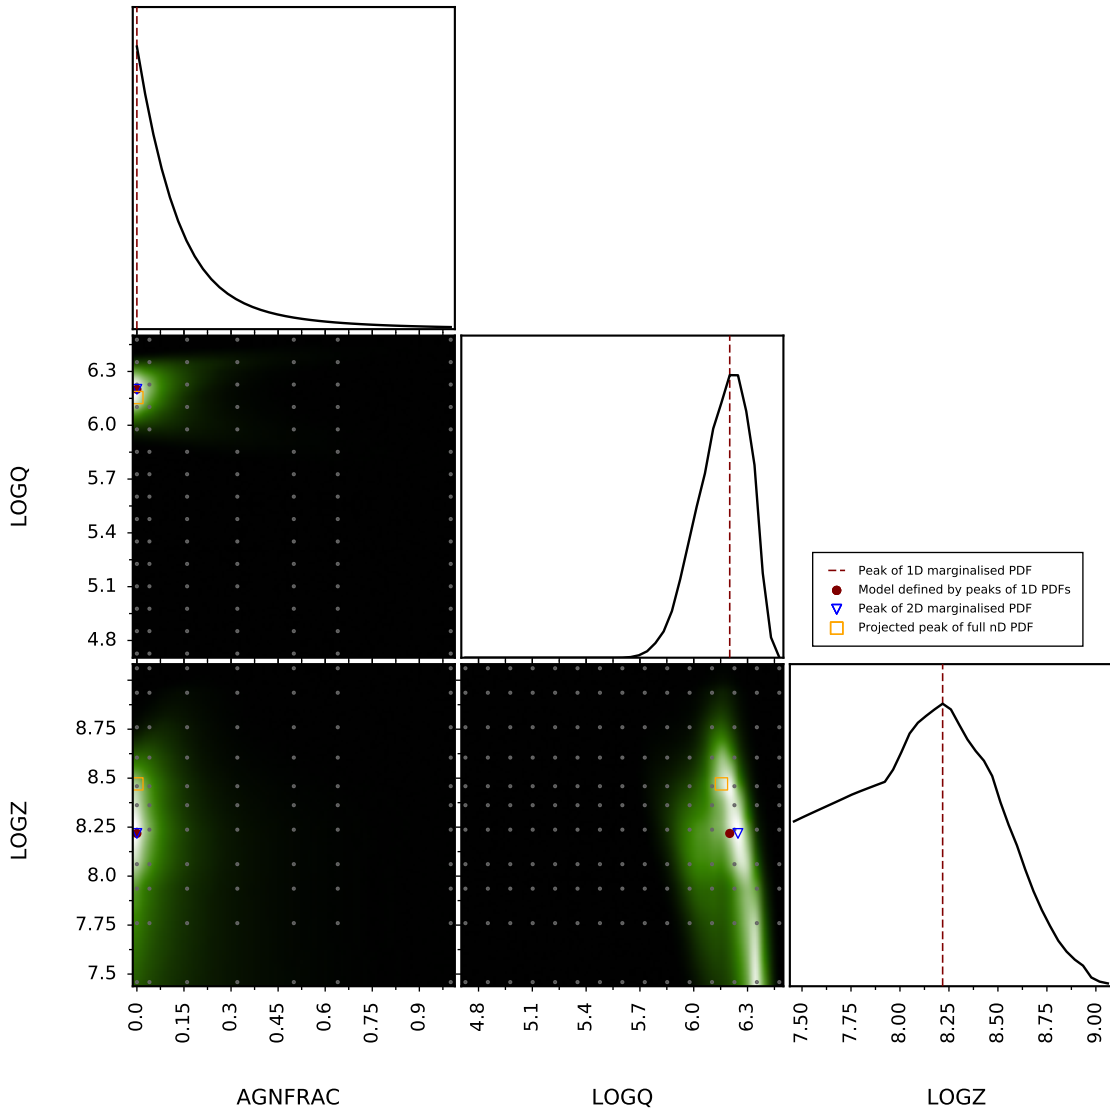 6.3
6.0
5.7
5.4
5.1
4.8
LOGQ
Peak of 1D marginalised PDF
Model defined by peaks of 1D PDFs
Peak of 2D marginalised PDF
Projected peak of full nD PDF
8.75
8.5
8.25
8.0
7.75
7.5
LOGZ
0.0 0.15 0.3 0.45 0.6 0.75 0.9
4.8 5.1 5.4 5.7 6.0 6.3
7.50 7.75 8.00 8.25 8.50 8.75 9.00
AGNFRAC LOGQ LOGZ